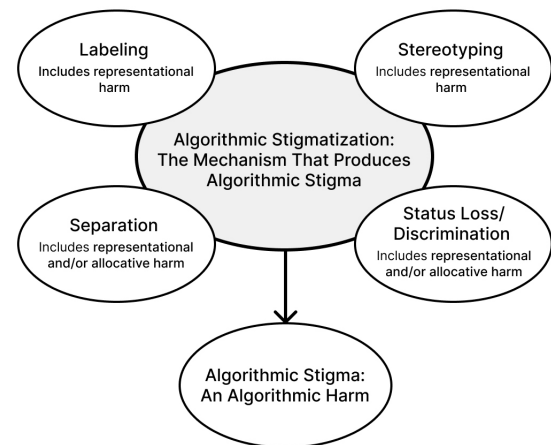 Labeling
Includes representational
harm
Stereotyping
Includes representational
harm
Algorithmic Stigmatization:
The Mechanism That Produces
Algorithmic Stigma
Separation
Includes representational
and/or allocative harm
Status Loss/
Discrimination
Includes representational
and/or allocative harm
Algorithmic Stigma:
An Algorithmic Harm